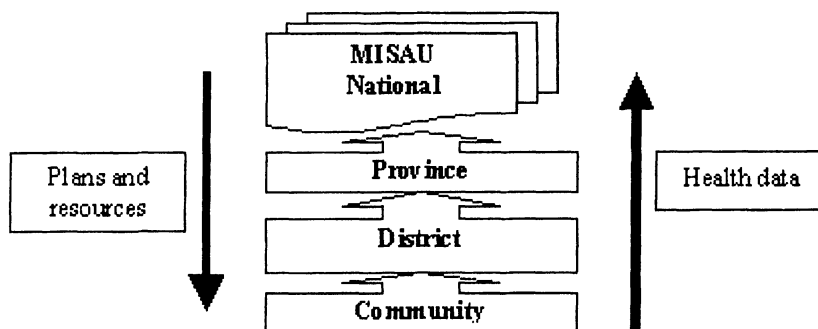 MISAU
National
Plans and
resources
Province
Health data
District
Community